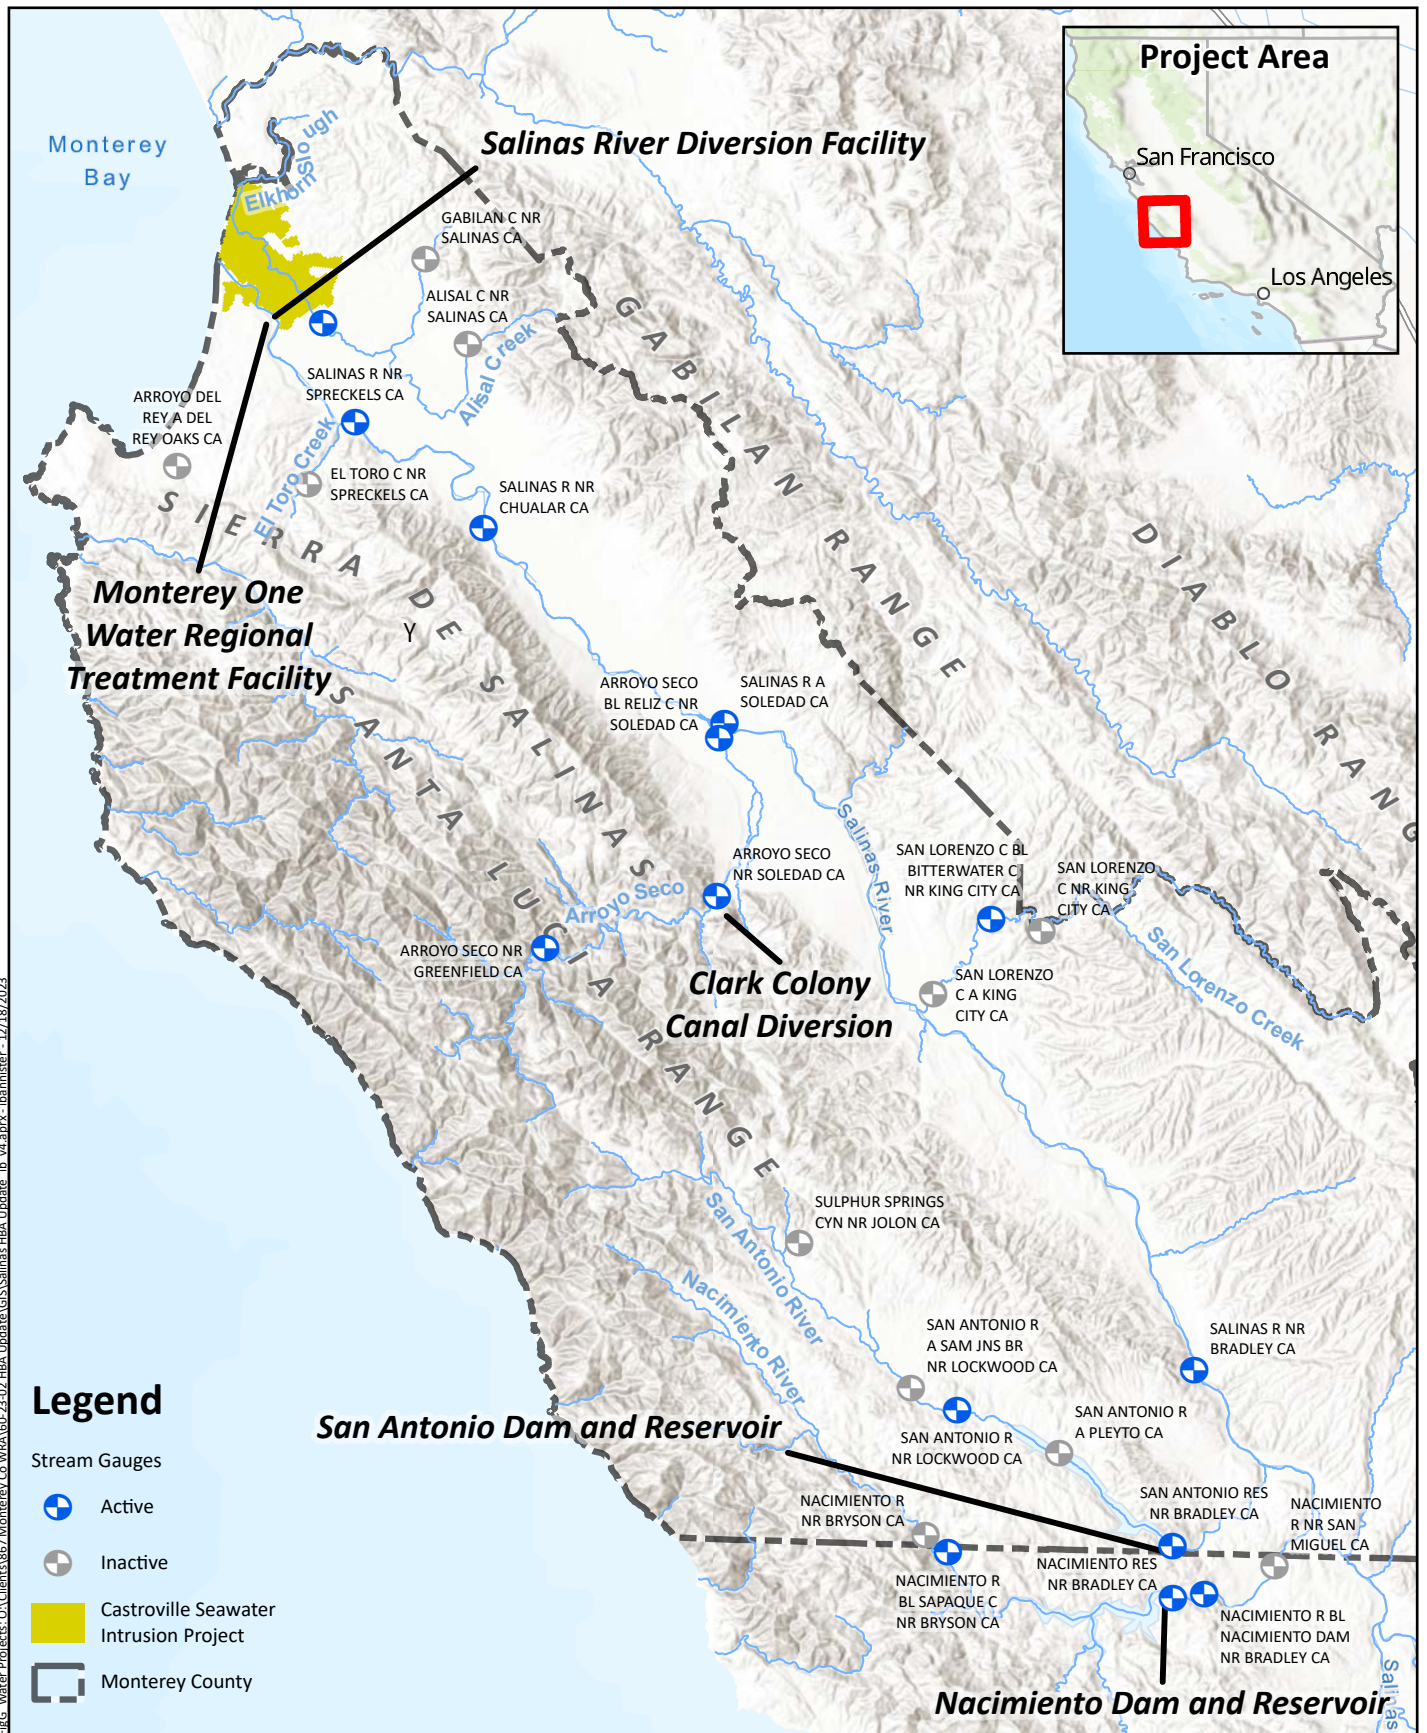 Project Area
San Francisco
Los Angeles
Monterey
Bay
Elkhorn Slough
Salinas River Diversion Facility
GABILAN C NR
SALINAS CA
ALISAL C NR
SALINAS CA
Alisal Creek
GABILAN RANGE
SALINAS R NR
SPRECKELS CA
ARROYO DEL
REY A DEL
REY OAKS CA
El Toro Creek
EL TORO C NR
SPRECKELS CA
SALINAS R NR
CHUALAR CA
SIERRA DE SALINAS
DIABLO RANG
Monterey One
Water Regional
Treatment Facility
Y
SANTA LUCIA RANGE
ARROYO SECO
BL RELIZ C NR
SOLEDAD CA
SALINAS R A
SOLEDAD CA
Salinas River
ARROYO SECO
NR SOLEDAD CA
SAN LORENZO C BL
BITTERWATER C
NR KING CITY CA
SAN LORENZO
C NR KING
CITY CA
Arroyo Seco
ARROYO SECO NR
GREENFIELD CA
Clark Colony
Canal Diversion
SAN LORENZO
C A KING
CITY CA
San Lorenzo Creek
SULPHUR SPRINGS
CYN NR JOLON CA
San Antonio River
Nacimiento River
SAN ANTONIO R
A SAM JNS BR
NR LOCKWOOD CA
SALINAS R NR
BRADLEY CA
San Antonio Dam and Reservoir
SAN ANTONIO R
NR LOCKWOOD CA
SAN ANTONIO R
A PLEYTO CA
NACIMIENTO R
NR BRYSON CA
SAN ANTONIO RES
NR BRADLEY CA
NACIMIENTO
R NR SAN
MIGUEL CA
NACIMIENTO R
BL SAPAQUE C
NR BRYSON CA
NACIMIENTO RES
NR BRADLEY CA
NACIMIENTO R BL
NACIMIENTO DAM
NR BRADLEY CA
Nacimiento Dam and Reservoir
Salinas
Legend
Stream Gauges
Active
Inactive
Castroville Seawater
Intrusion Project
Monterey County